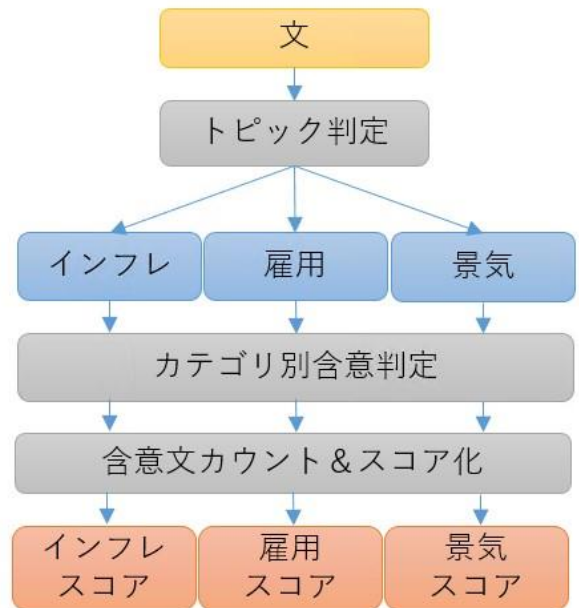 文
トピック判定
インフレ
雇用
景気
カテゴリ別含意判定
含意文カウント＆スコア化
インフレ
スコア
雇用
スコア
景気
スコア